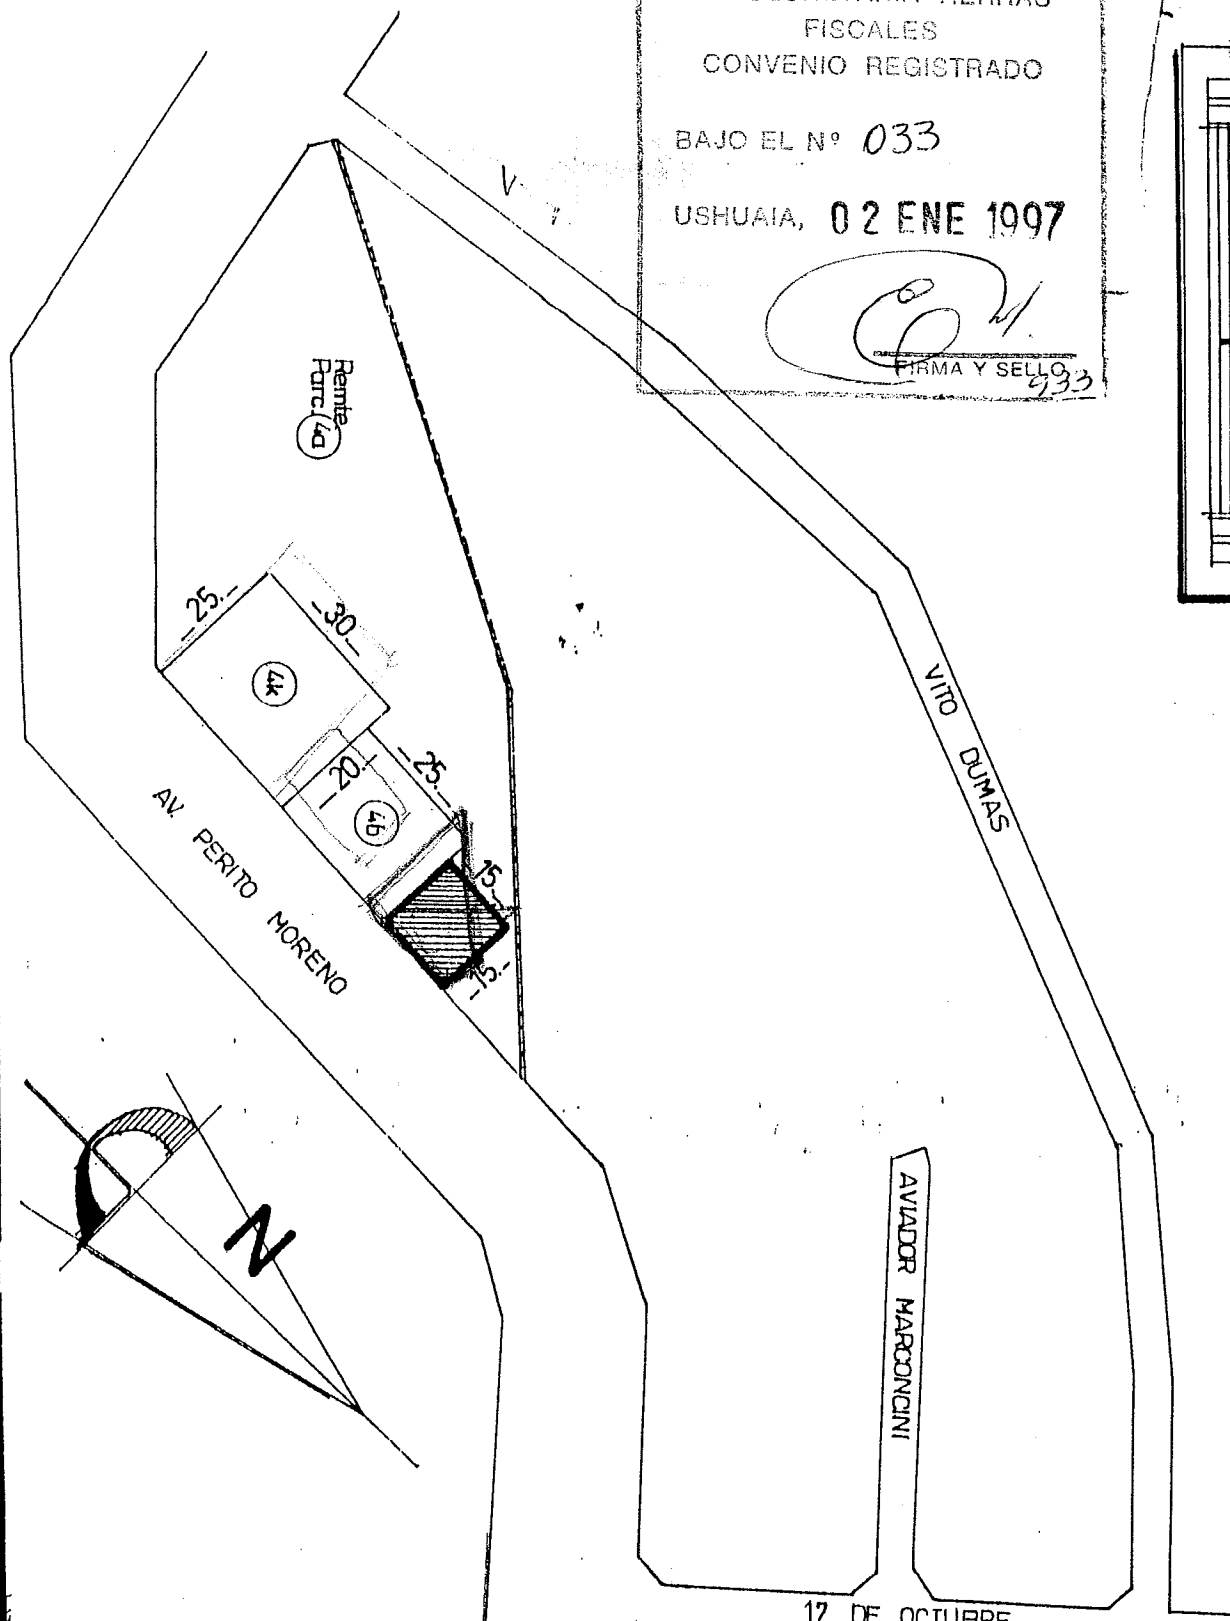 FISCALES
CONVENIO REGISTRADO
BAJO EL Nº 033
USHUAIA, 02 ENE 1997
FIRMA Y SELLO
933
V
Remte.
Parc. 4a
25.
30.
4k
20.
25.
4b
15.
15.
AV. PERITO MORENO
VITO DUMAS
N
AVIADOR MARCONCINI
17 DE OCTUBRE